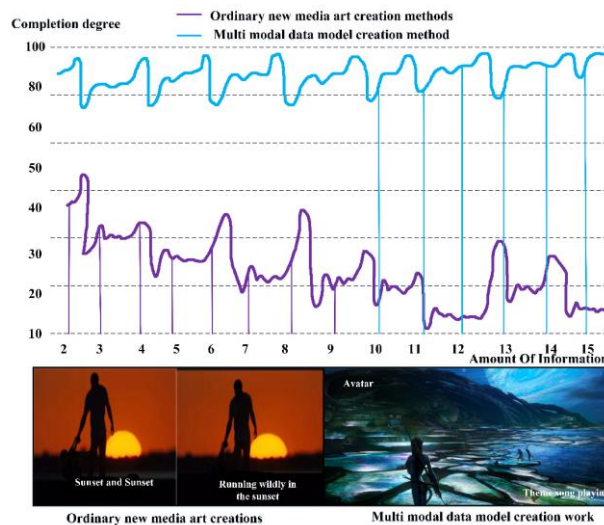 Completion degree
Ordinary new media art creation methods
Multi modal data model creation method
100
80
60
50
40
30
20
10
2 3 4 5 6 7 8 9 10 11 12 13 14 15
Amount Of Information
Sunset and Sunset
Running wildly in
the sunset
Avatar
Theme song playin
Ordinary new media art creations
Multi modal data model creation work